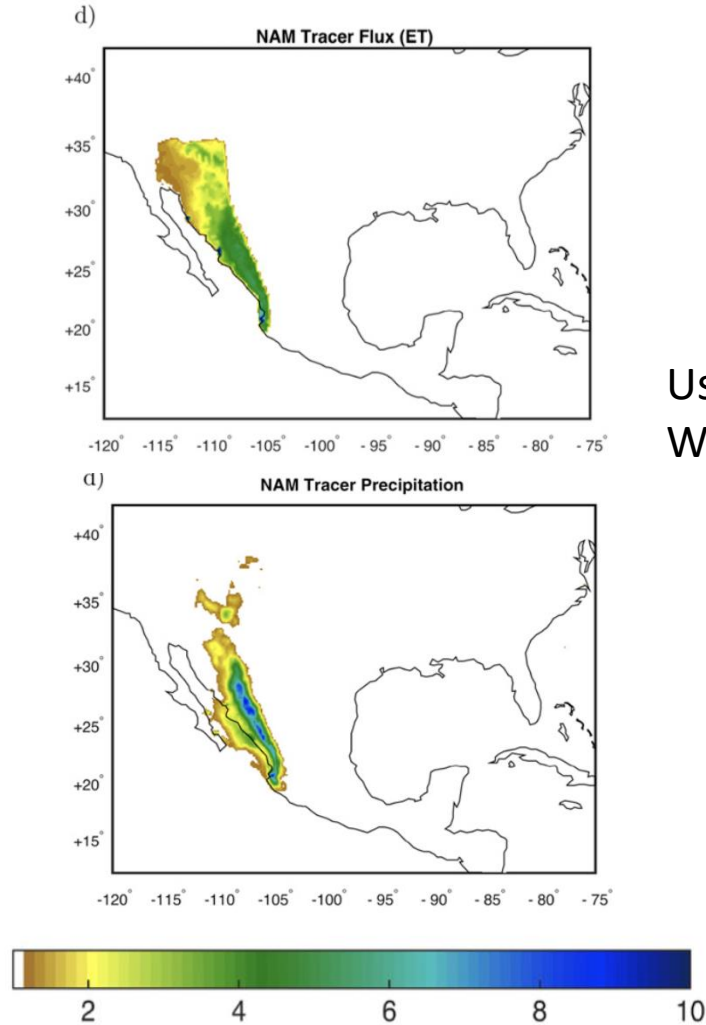 d)
NAM Tracer Flux (ET)
+40°
+35°
+30°
+25°
+20°
+15°
-120° -115° -110° -105° -100° -95° -90° -85° -80° -75°
Us
W
d)
NAM Tracer Precipitation
+40°
+35°
+30°
+25°
+20°
+15°
-120° -115° -110° -105° -100° -95° -90° -85° -80° -75°
2 4 6 8 10